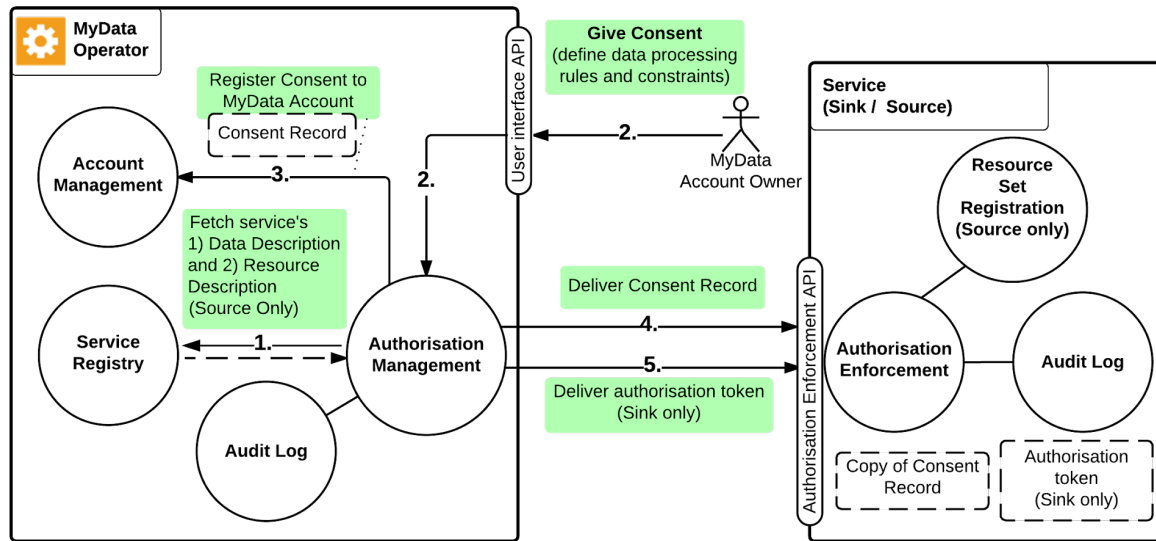 MyData
Operator
Register Consent to
MyData Account
Consent Record
Account
Management
3.
2.
User interface API
Give Consent
(define data processing
rules and constraints)
2.
MyData
Account Owner
Fetch service's
1) Data Description
and 2) Resource
Description
(Source Only)
Service
Registry
1.
Authorisation
Management
Audit Log
Deliver Consent Record
4.
5.
Deliver authorisation token
(Sink only)
Authorisation Enforcement API
Service
(Sink / Source)
Resource
Set
Registration
(Source only)
Authorisation
Enforcement
Audit Log
Copy of Consent
Record
Authorisation
token
(Sink only)